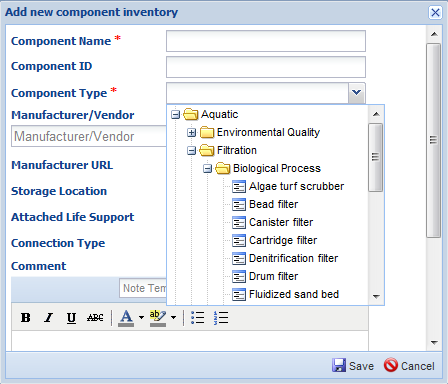 Add new component inventory
Component Name *
Component ID
Component Type *
Aquatic
Manufacturer/Vendor
Environmental Quality
Manufacturer/Vendor
Filtration
Manufacturer URL
Biological Process
Algae turf scrubber
Storage Location
Bead filter
Attached Life Support
Canister filter
Connection Type
Cartridge filter
Denitrification filter
Comment
Drum filter
Note Tem
Fluidized sand bed
B I U ABC A ab
Save Cancel